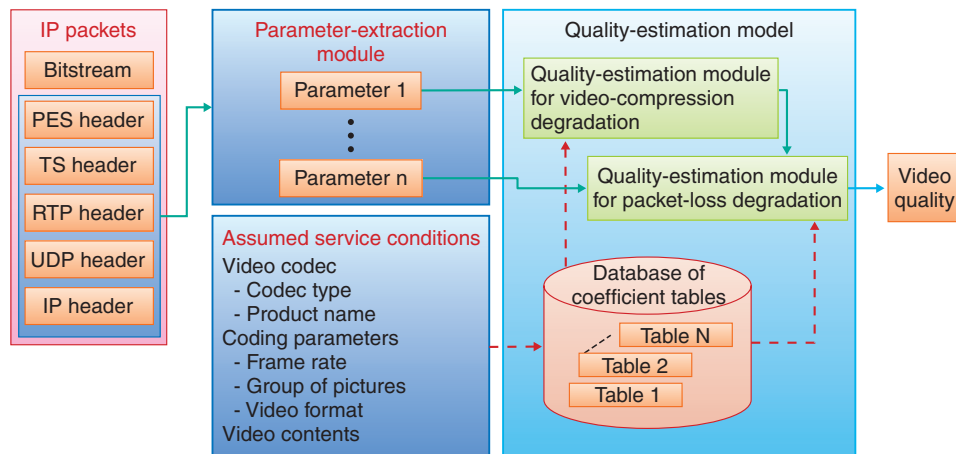 IP packets
Bitstream
PES header
TS header
RTP header
UDP header
IP header
Parameter-extraction
module
Parameter 1
Parameter n
Assumed service conditions
Video codec
- Codec type
- Product name
Coding parameters
- Frame rate
- Group of pictures
- Video format
Video contents
Quality-estimation model
Quality-estimation module
for video-compression
degradation
Quality-estimation module
for packet-loss degradation
Database of
coefficient tables
Table N
Table 2
Table 1
Video
quality